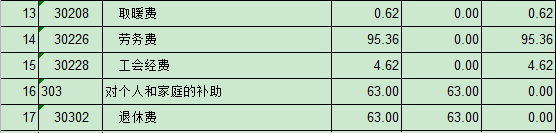 13 30208 取暖费 0.62 0.00 0.62
14 30226 劳务费 95.36 0.00 95.36
15 30228 工会经费 4.62 0.00 4.62
16 303 对个人和家庭的补助 63.00 63.00 0.00
17 30302 退休费 63.00 63.00 0.00